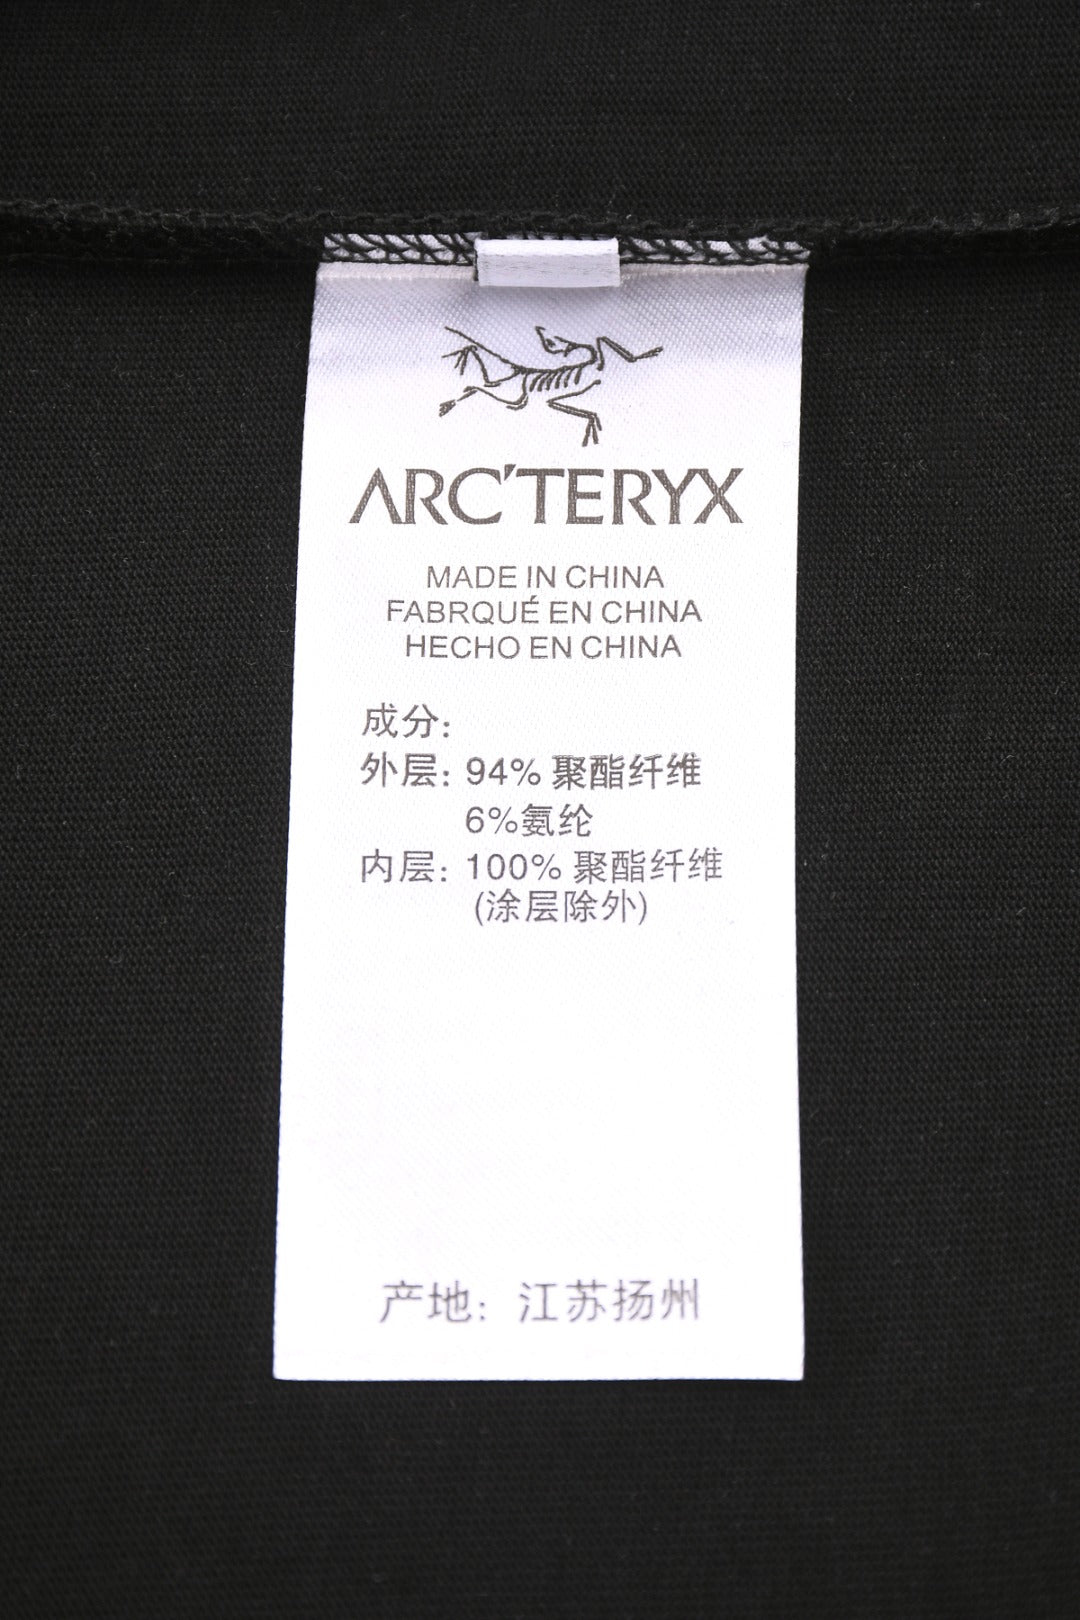 ARC'TERYX
MADE IN CHINA
FABRQUÉ EN CHINA
HECHO EN CHINA
成分:
外层: 94% 聚酯纤维
6%氨纶
内层: 100% 聚酯纤维
(涂层除外)
产地: 江苏扬州